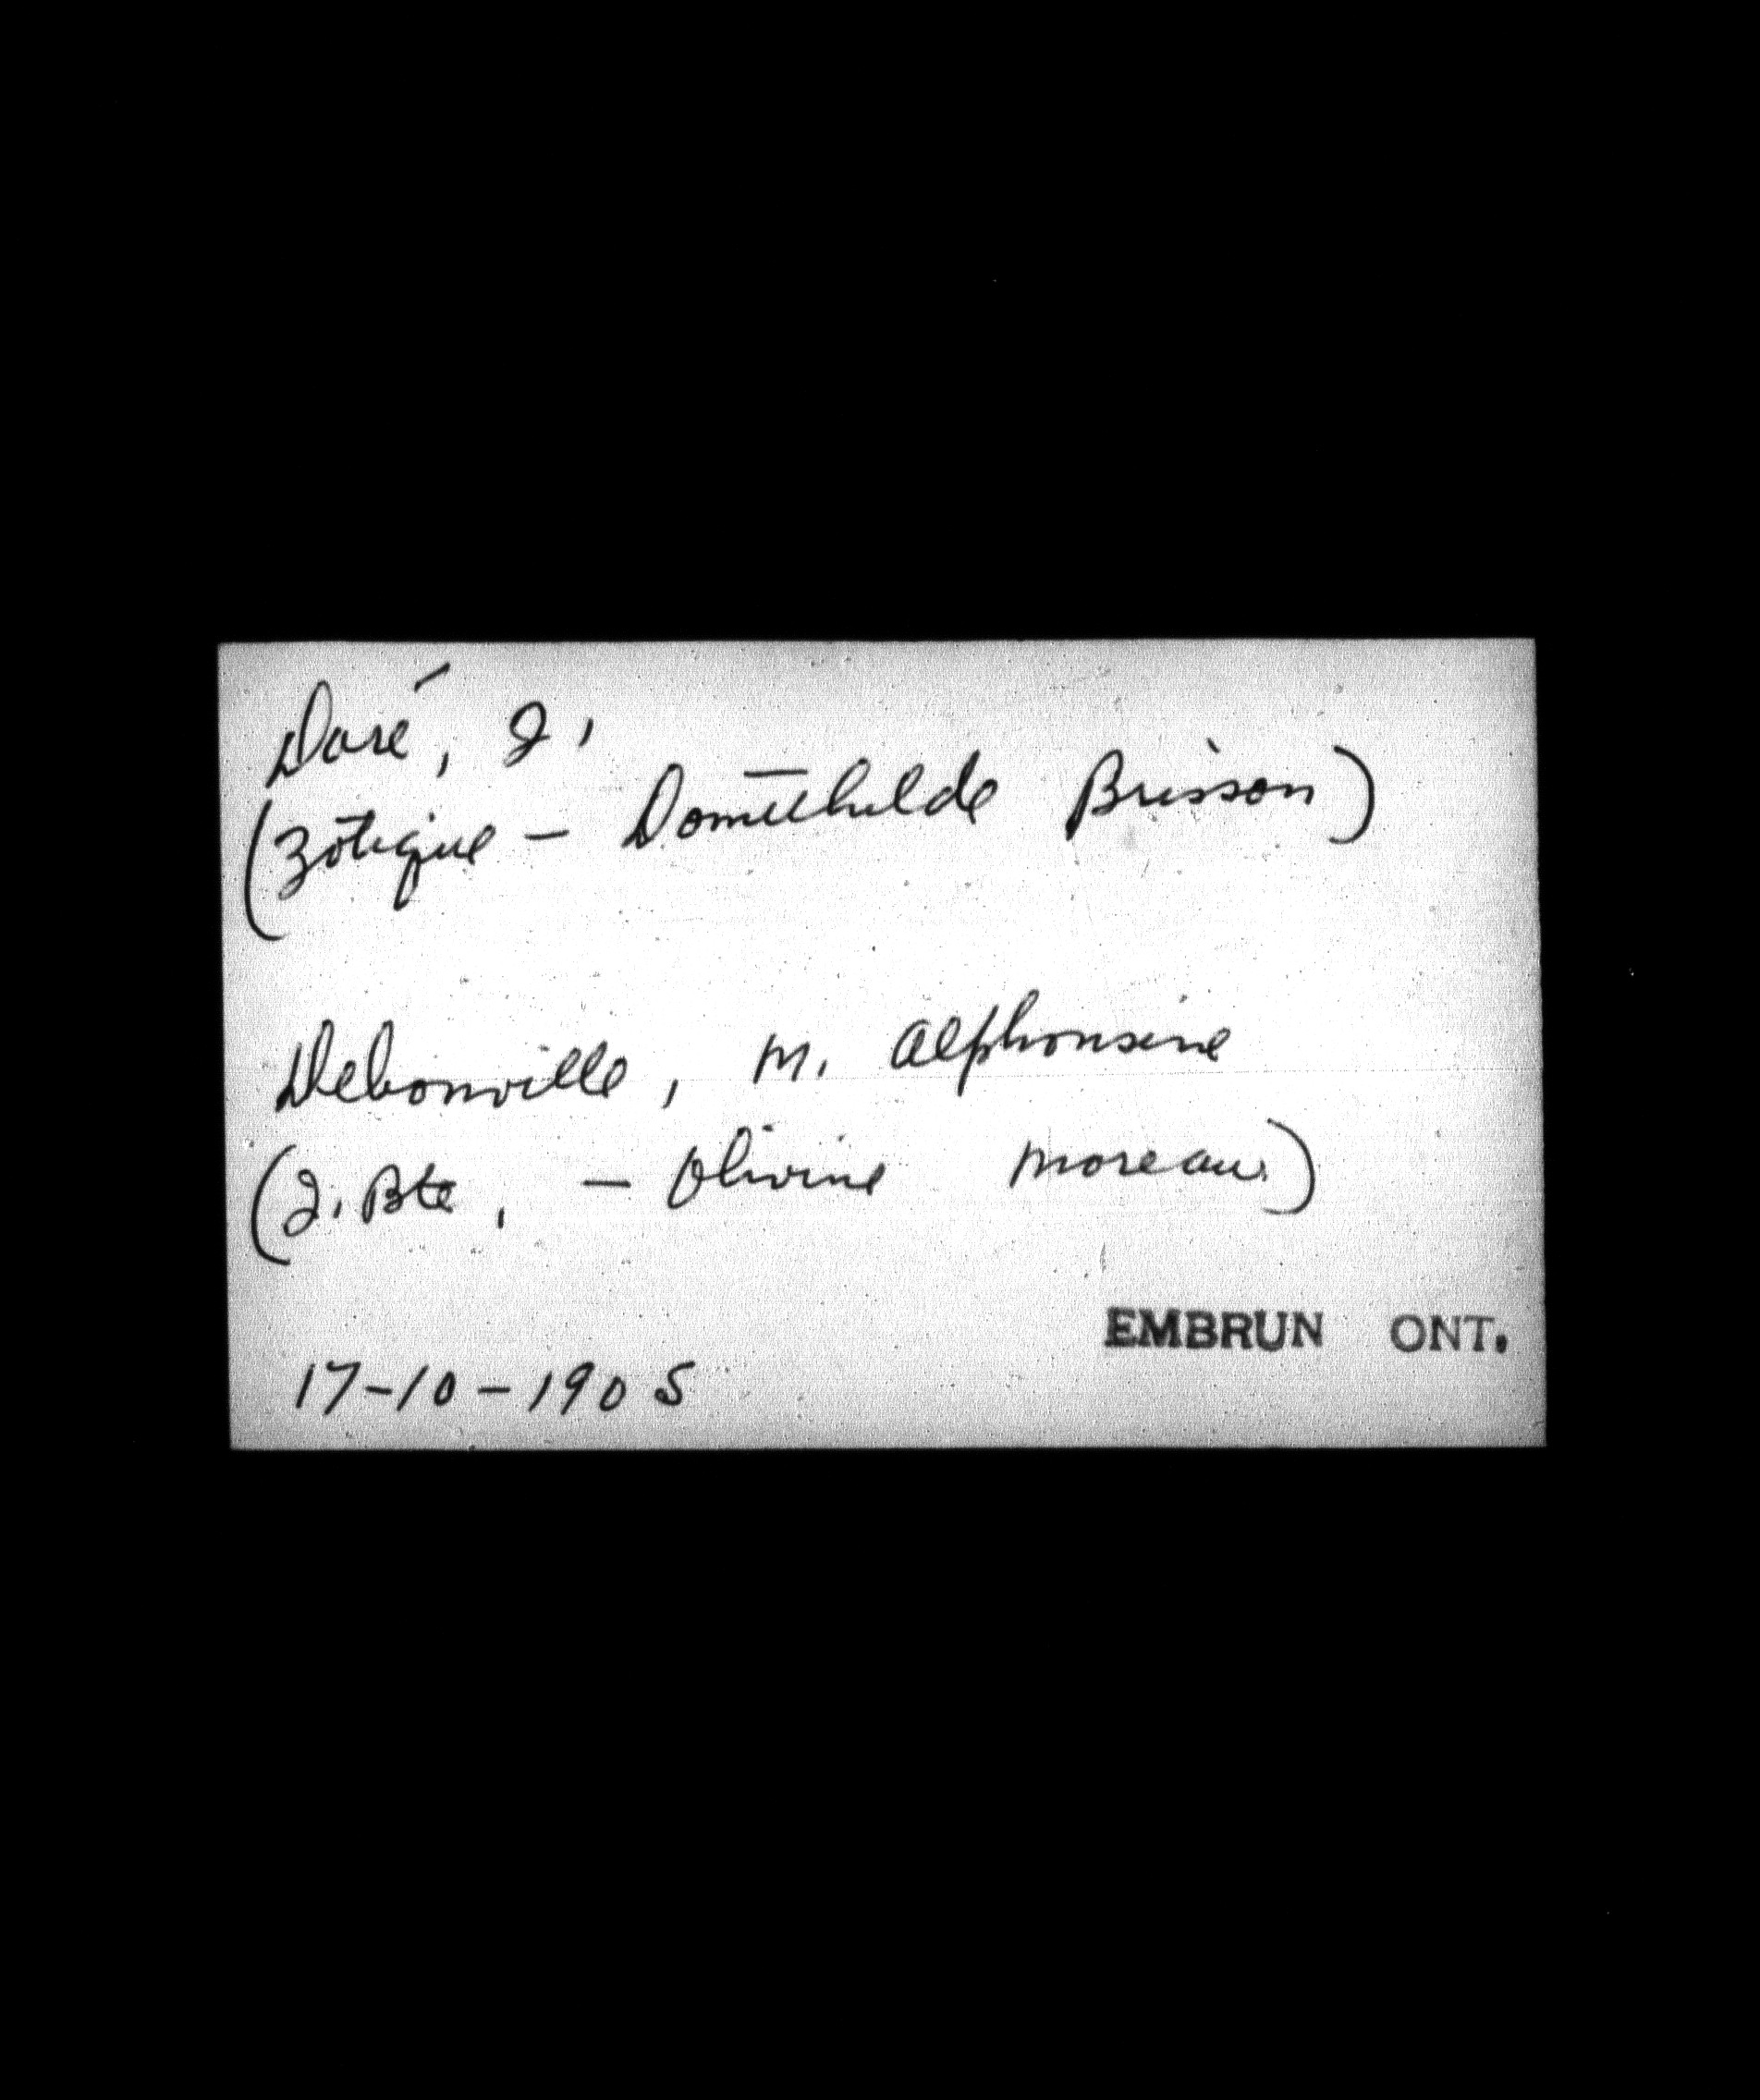 Doré, J.
(Zotique - Domithilde Brisson)
Debonville, M. Alphonsine
(J. Bte, - Olivine Moreau)
EMBRUN ONT.
17-10-1905